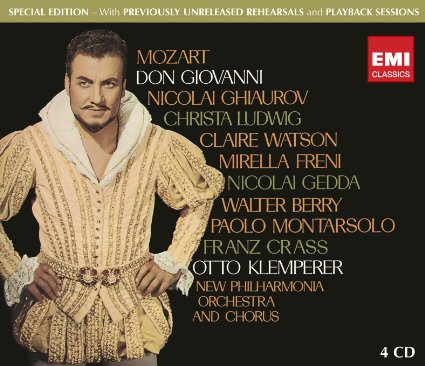 SPECIAL EDITION – With PREVIOUSLY UNRELEASED REHEARSALS and PLAYBACK SESSIONS
EMI
CLASSICS
MOZART
DON GIOVANNI
NICOLAI GHIAUROV
CHRISTA LUDWIG
CLAIRE WATSON
MIRELLA FRENI
NICOLAI GEDDA
WALTER BERRY
PAOLO MONTARSOLO
FRANZ CRASS
OTTO KLEMPERER
NEW PHILHARMONIA
ORCHESTRA
AND CHORUS
4 CD